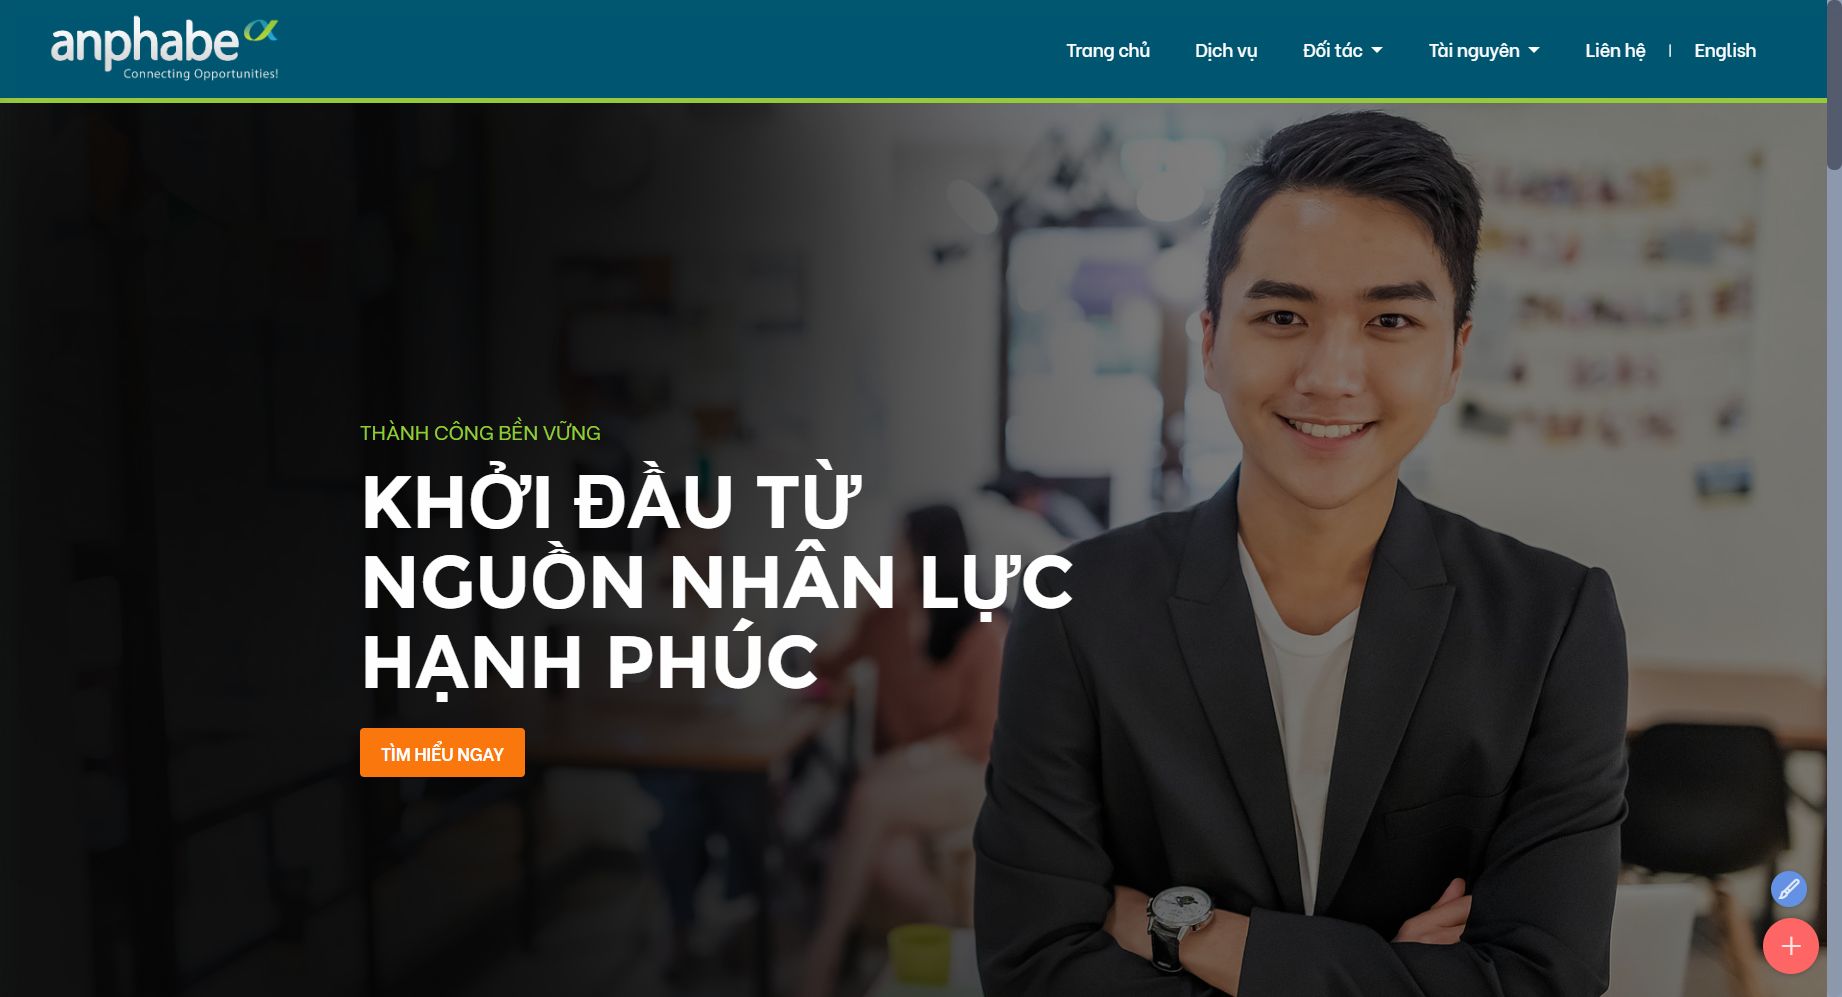 anphabe
Connecting Opportunities!
Trang chủ
Dịch vụ
Đối tác
Tài nguyên
Liên hệ | English
THÀNH CÔNG BỀN VỮNG
KHỞI ĐẦU TỪ
NGUỒN NHÂN LỰC
HẠNH PHÚC
TÌM HIỂU NGAY